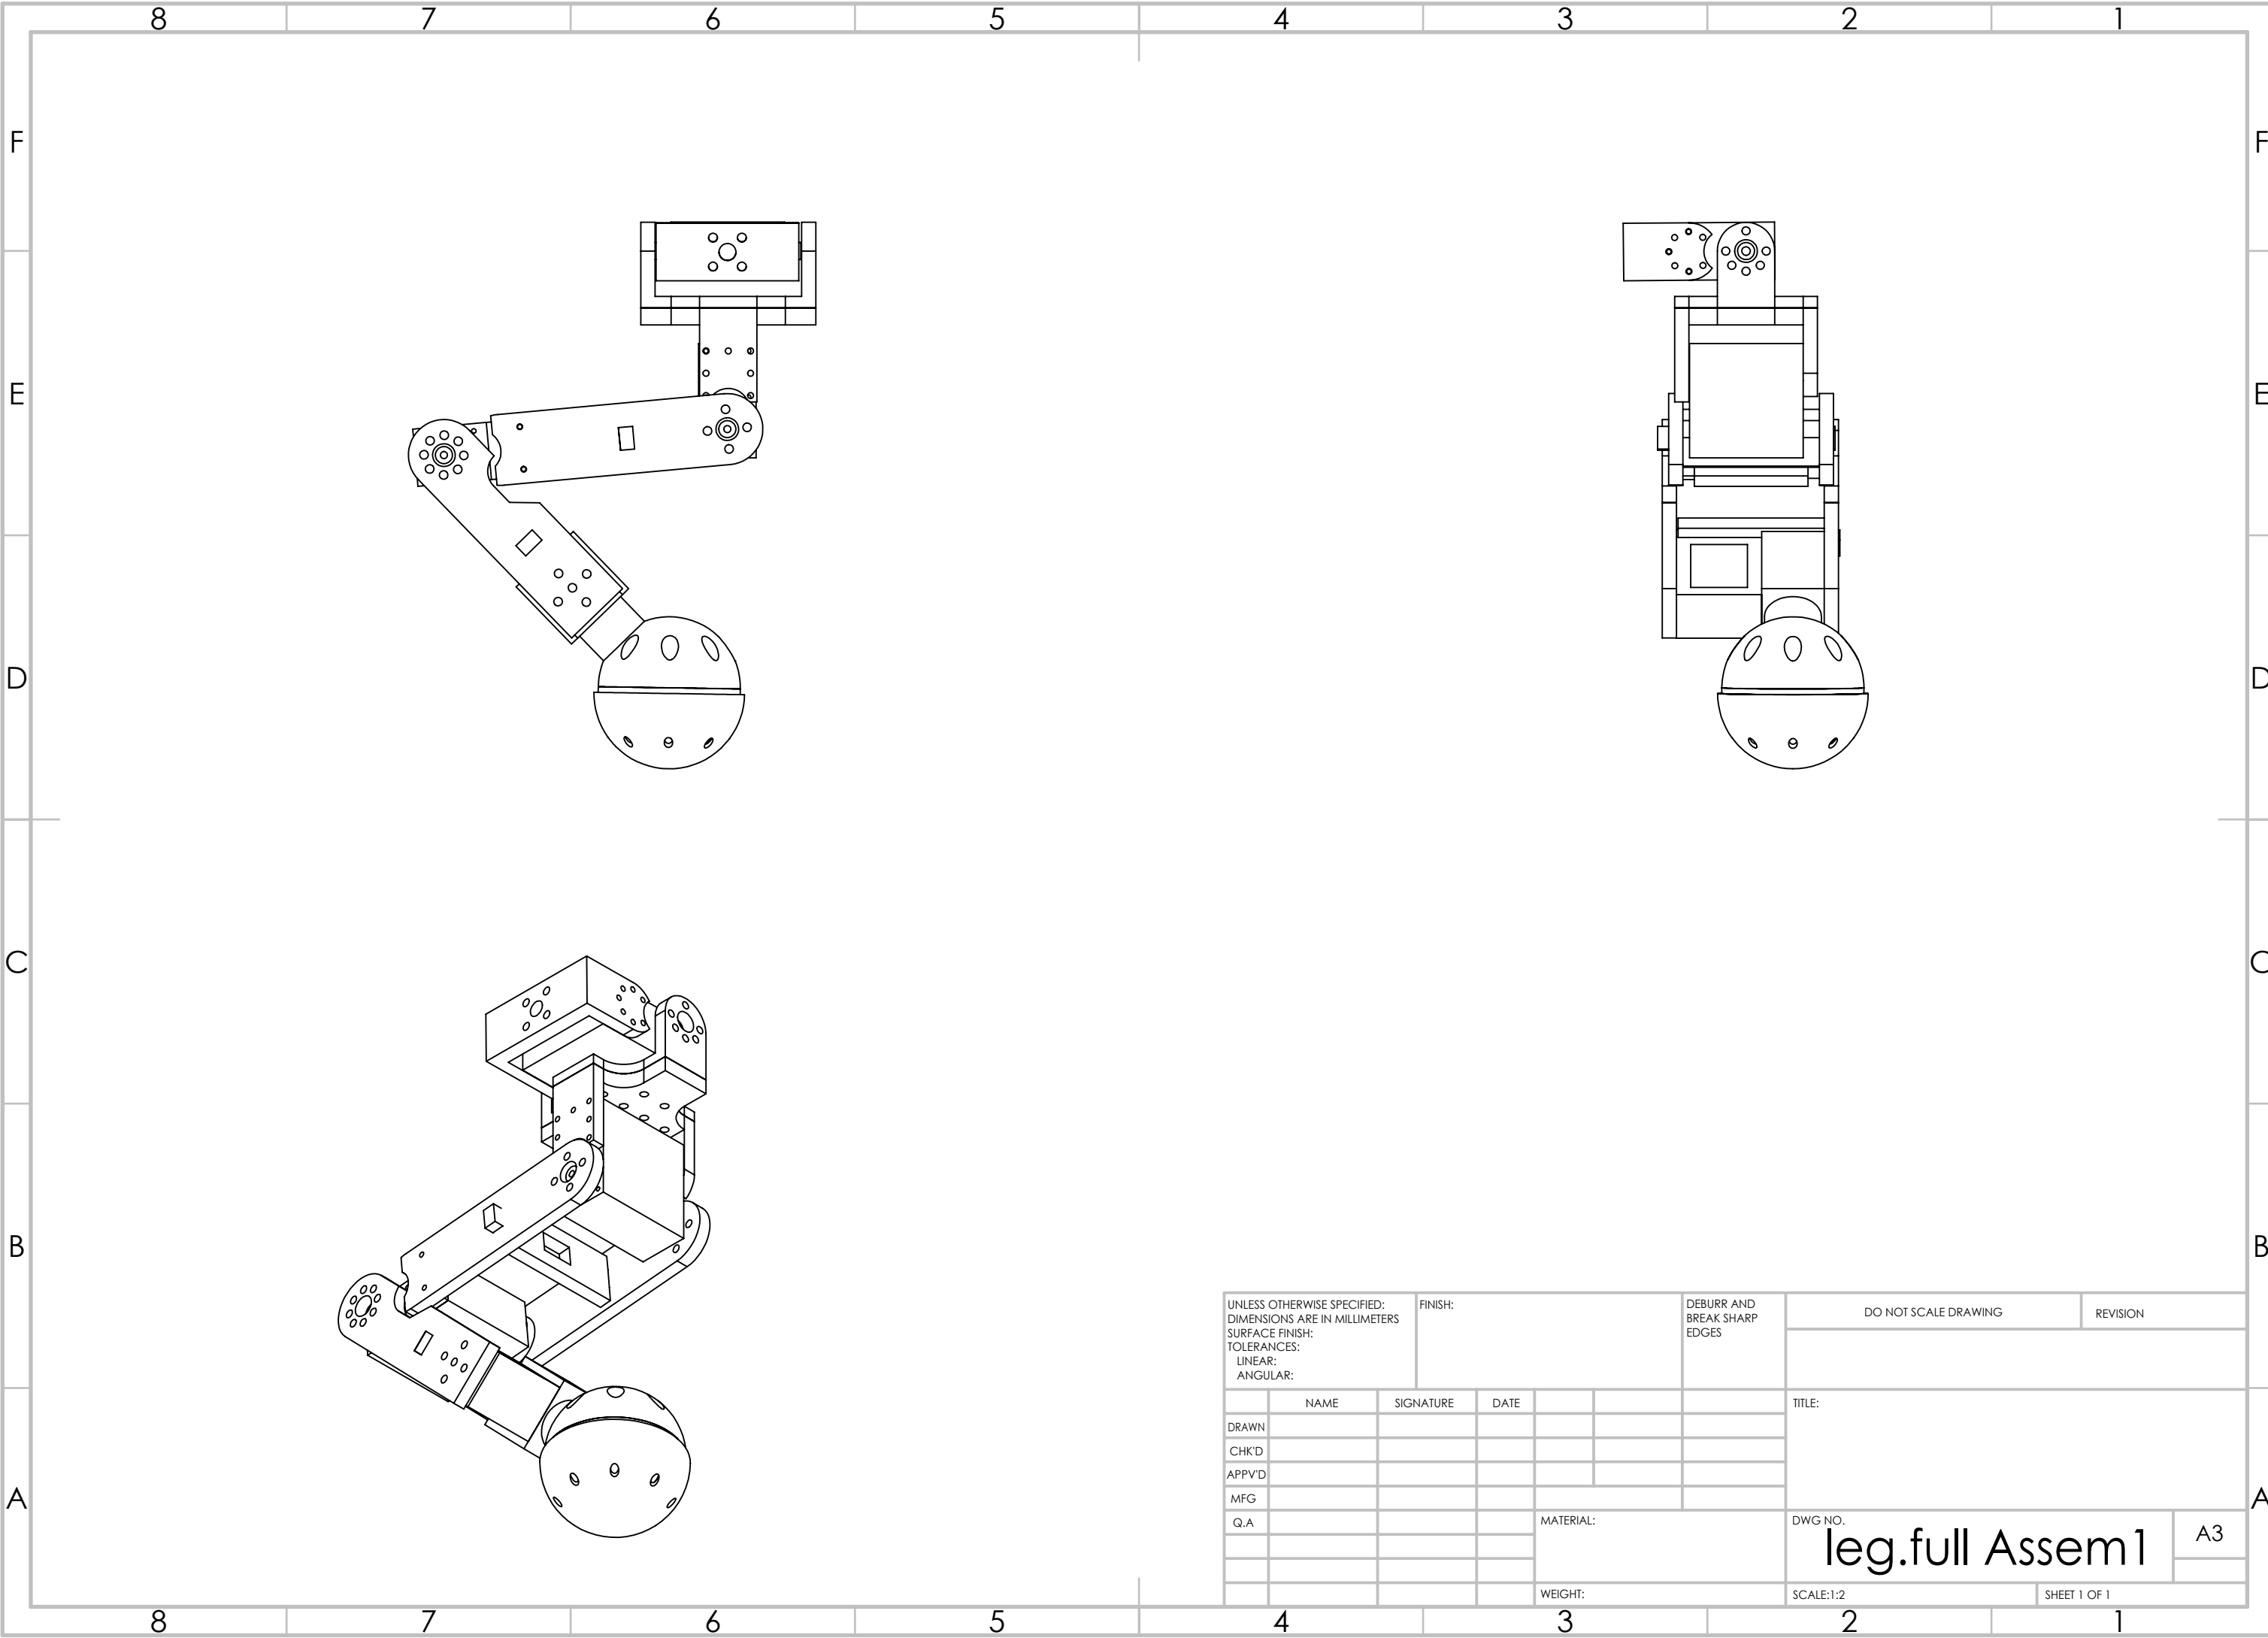 8 7 6 5 4 3 2 1
F F
E E
D D
C C
B B
A A
UNLESS OTHERWISE SPECIFIED:
DIMENSIONS ARE IN MILLIMETERS
SURFACE FINISH:
TOLERANCES:
LINEAR:
ANGULAR:
FINISH:
DEBURR AND
BREAK SHARP
EDGES
DO NOT SCALE DRAWING
REVISION
NAME SIGNATURE DATE
TITLE:
DRAWN
CHK'D
APPV'D
MFG
Q.A
MATERIAL:
DWG NO.
leg.full Assem1
A3
WEIGHT:
SCALE:1:2
SHEET 1 OF 1
8 7 6 5 4 3 2 1